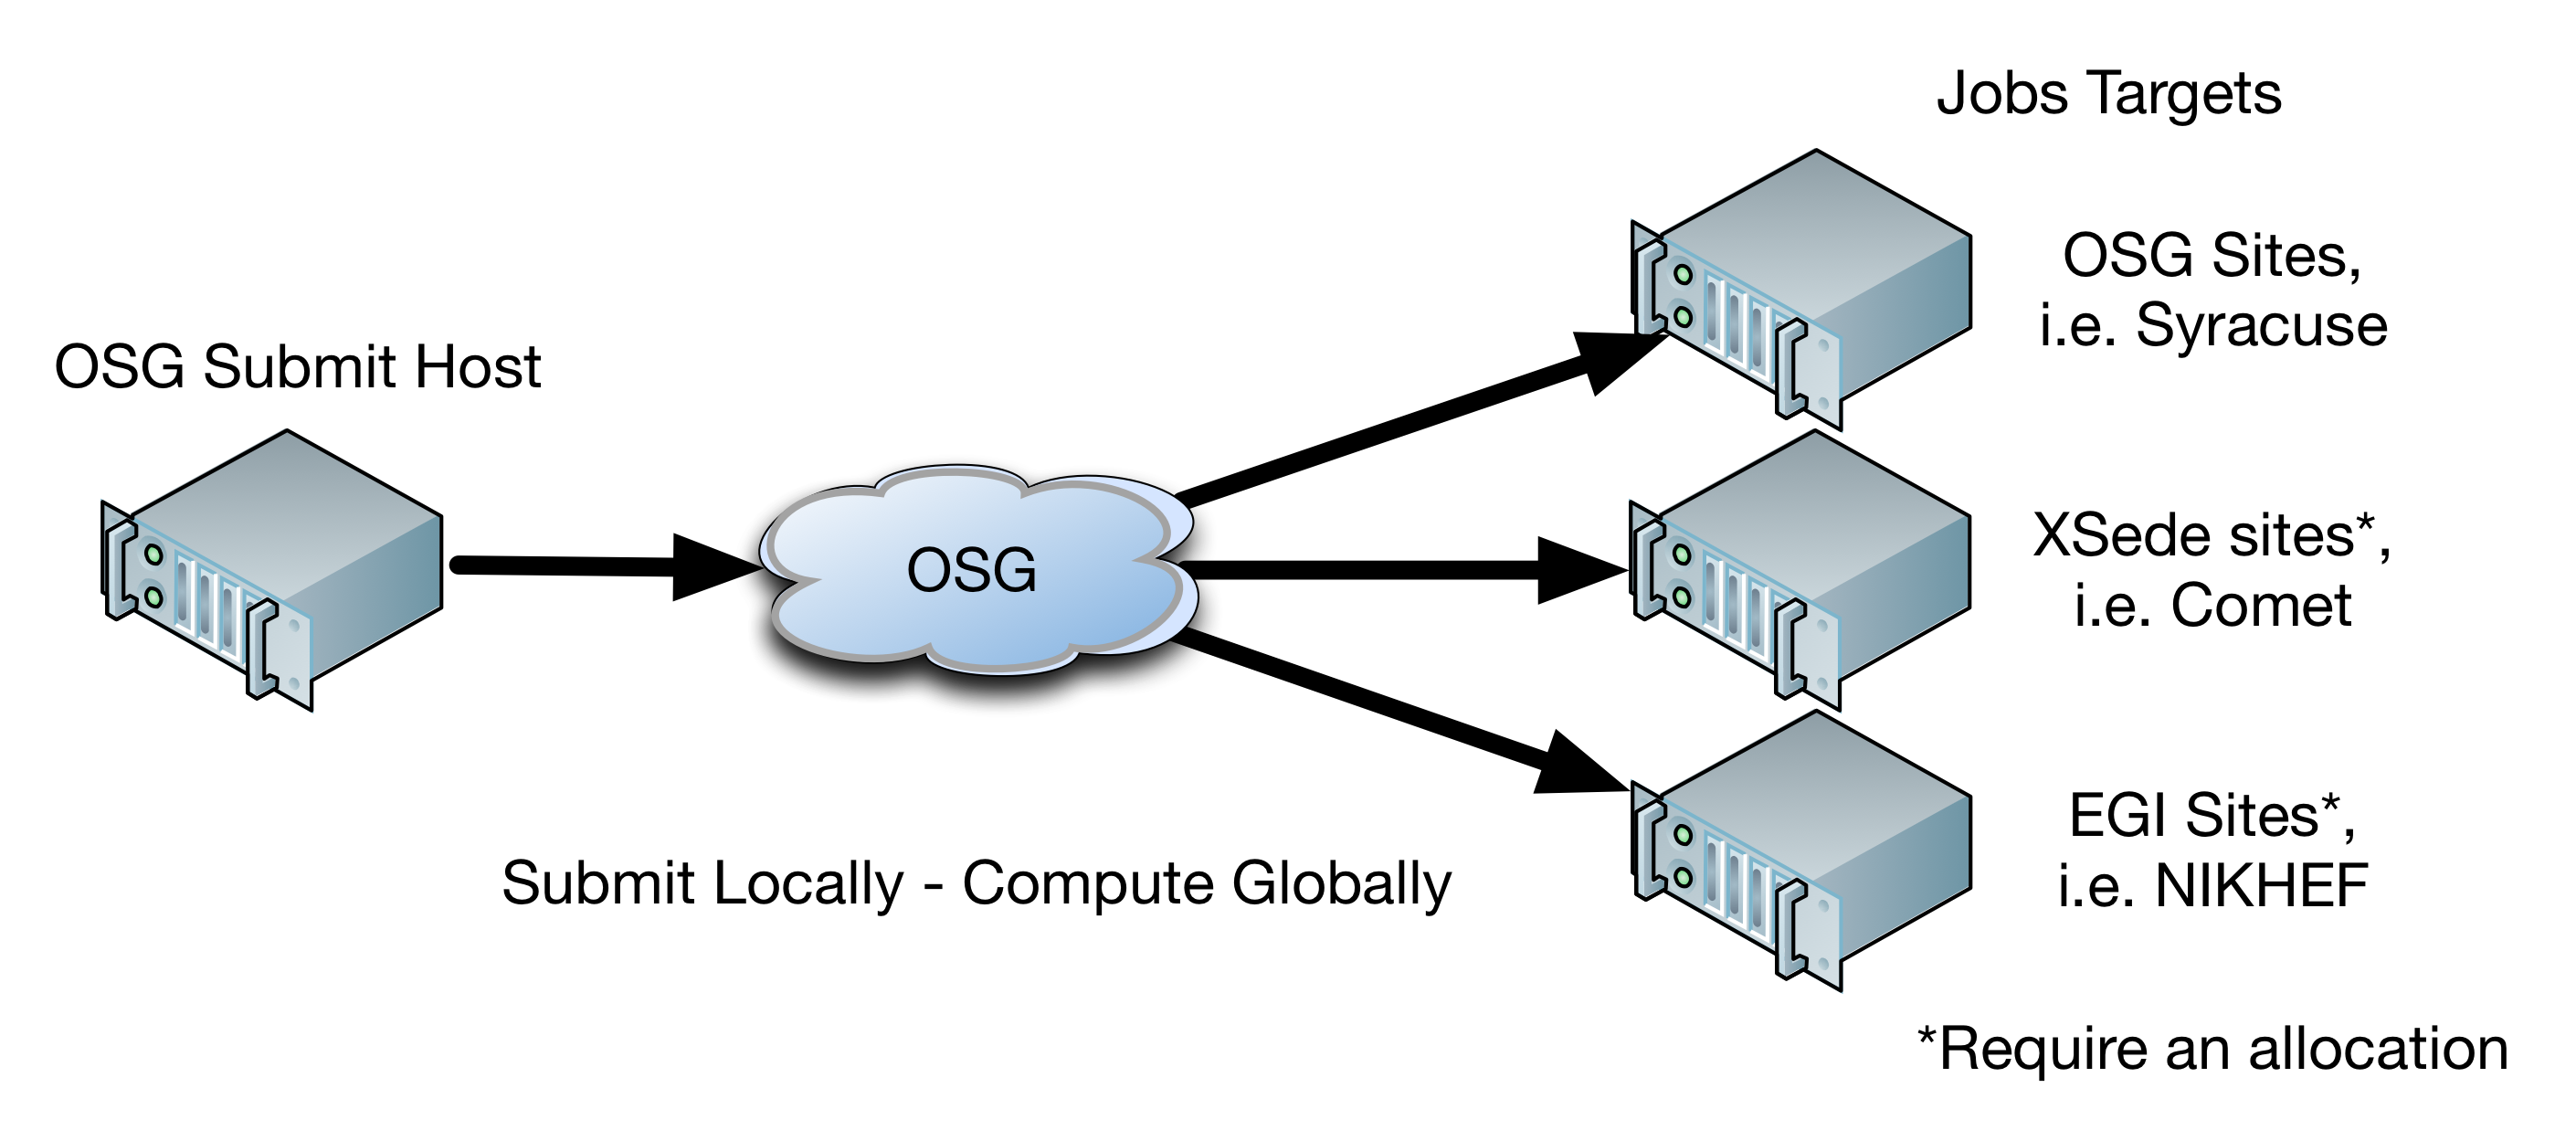 Jobs Targets
OSG Sites,
i.e. Syracuse
OSG Submit Host
OSG
XSede sites*,
i.e. Comet
EGI Sites*,
i.e. NIKHEF
Submit Locally - Compute Globally
*Require an allocation